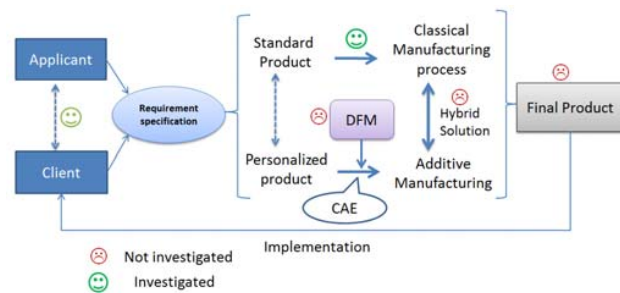 Applicant
Client
Requirement
specification
Standard
Product
Personalized
product
DFM
CAE
Classical
Manufacturing
process
Hybrid
Solution
Additive
Manufacturing
Final Product
Implementation
Not investigated
Investigated